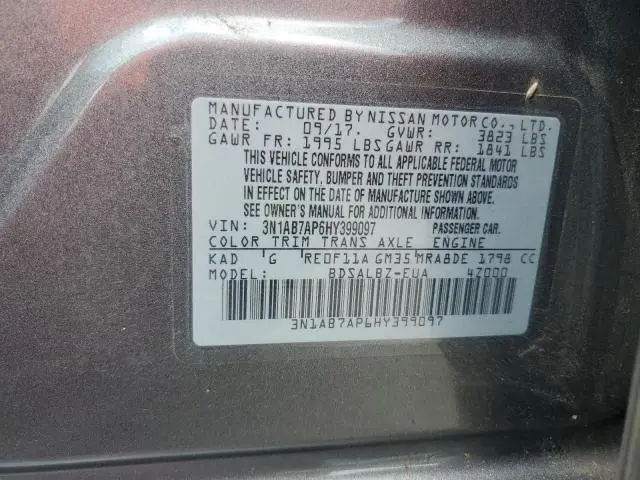 MANUFACTURED BY NISSAN MOTOR CO., LTD.
DATE: 09/17. GVWR: 3823 LBS
GAWR FR: 1995 LBS GAWR RR: 1841 LBS
THIS VEHICLE CONFORMS TO ALL APPLICABLE FEDERAL MOTOR
VEHICLE SAFETY, BUMPER AND THEFT PREVENTION STANDARDS
IN EFFECT ON THE DATE OF MANUFACTURE SHOWN ABOVE.
SEE OWNER'S MANUAL FOR ADDITIONAL INFORMATION.
VIN: 3N1AB7AP6HY399097 PASSENGER CAR.
COLOR TRIM TRANS AXLE ENGINE
KAD G RE0F11A GM35 MRA8DE 1798 CC
MODEL: BDSALBZ-EUA 4Z000
3N1AB7AP6HY399097